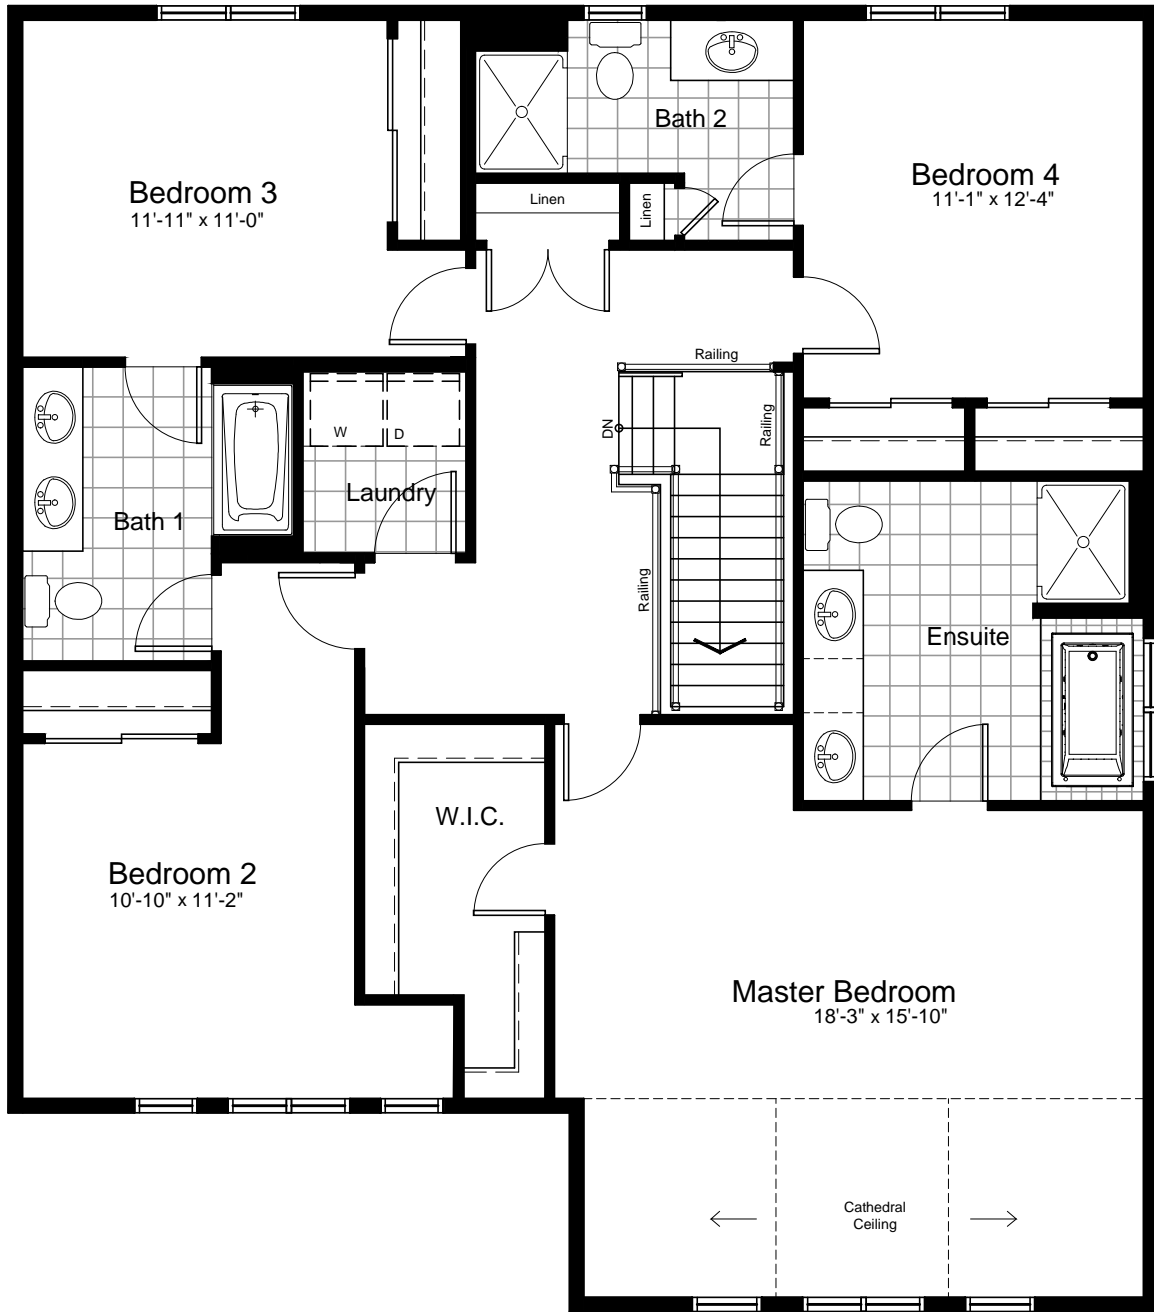 Bath 2
Bedroom 3
11'-11" x 11'-0"
Bedroom 4
11'-1" x 12'-4"
Linen
Linen
Railing
Railing
DN
W
D
Laundry
Bath 1
Railing
Ensuite
W.I.C.
Bedroom 2
10'-10" x 11'-2"
Master Bedroom
18'-3" x 15'-10"
Cathedral
Ceiling